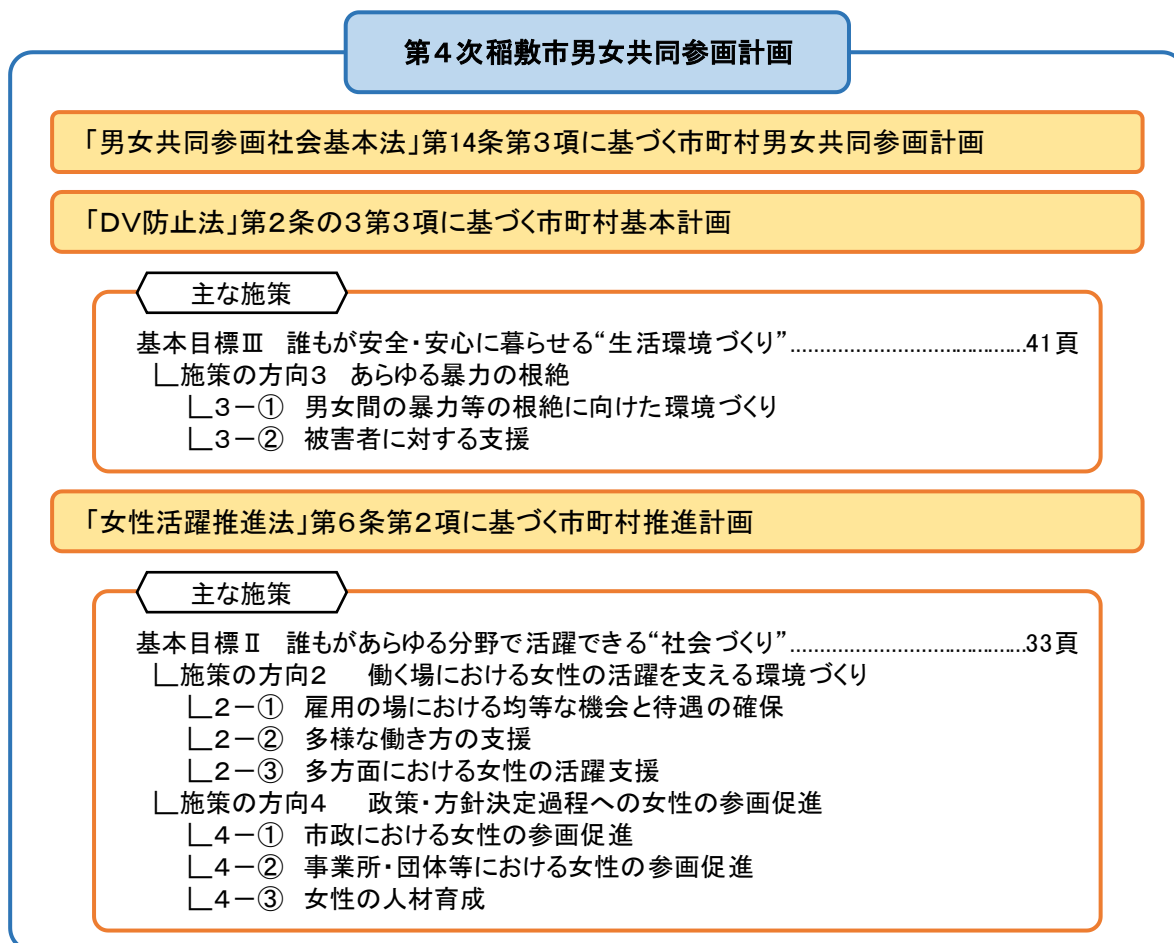 第４次稲敷市男女共同参画計画
「男女共同参画社会基本法」第14条第３項に基づく市町村男女共同参画計画
「ＤＶ防止法」第２条の３第３項に基づく市町村基本計画
主な施策
基本目標Ⅲ　誰もが安全・安心に暮らせる“生活環境づくり”........................................41頁
∟施策の方向３　あらゆる暴力の根絶
∟３－①　男女間の暴力等の根絶に向けた環境づくり
∟３－②　被害者に対する支援
「女性活躍推進法」第６条第２項に基づく市町村推進計画
主な施策
基本目標Ⅱ　誰もがあらゆる分野で活躍できる“社会づくり”........................................33頁
∟施策の方向２　働く場における女性の活躍を支える環境づくり
∟２－①　雇用の場における均等な機会と待遇の確保
∟２－②　多様な働き方の支援
∟２－③　多方面における女性の活躍支援
∟施策の方向４　政策・方針決定過程への女性の参画促進
∟４－①　市政における女性の参画促進
∟４－②　事業所・団体等における女性の参画促進
∟４－③　女性の人材育成